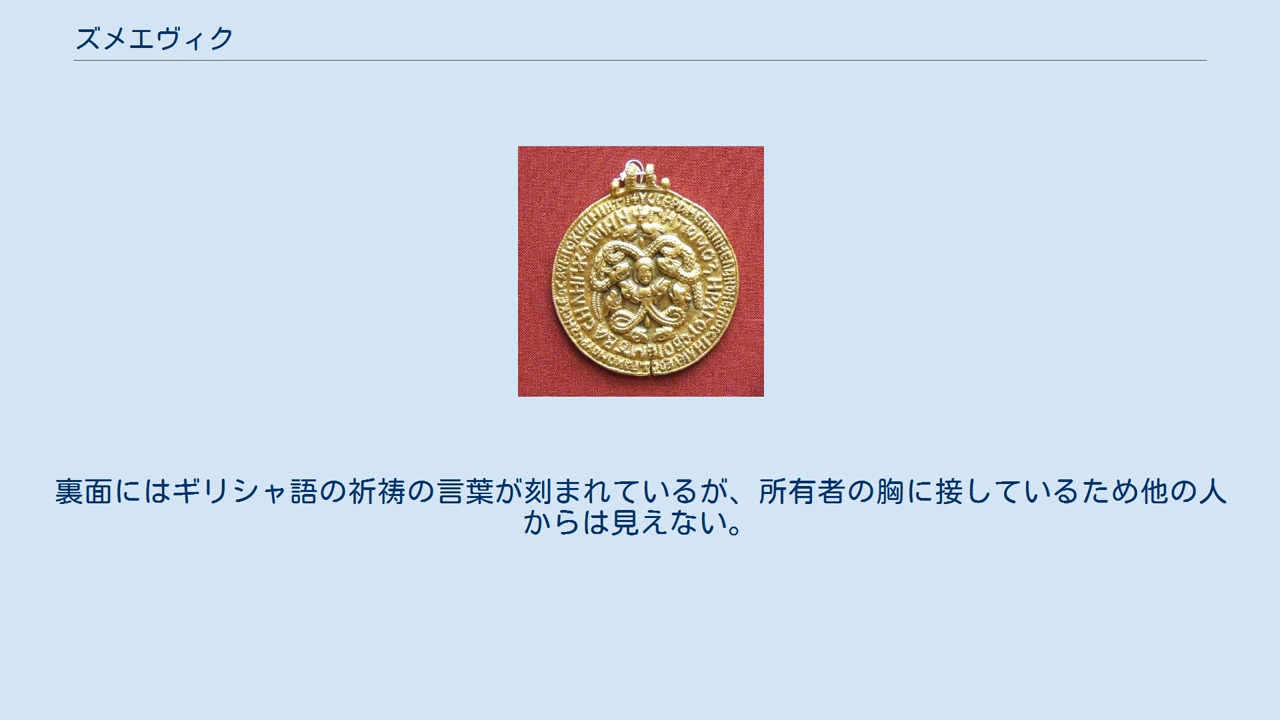 ズメエヴィク
裏面にはギリシャ語の祈祷の言葉が刻まれているが、所有者の胸に接しているため他の人
からは見えない。